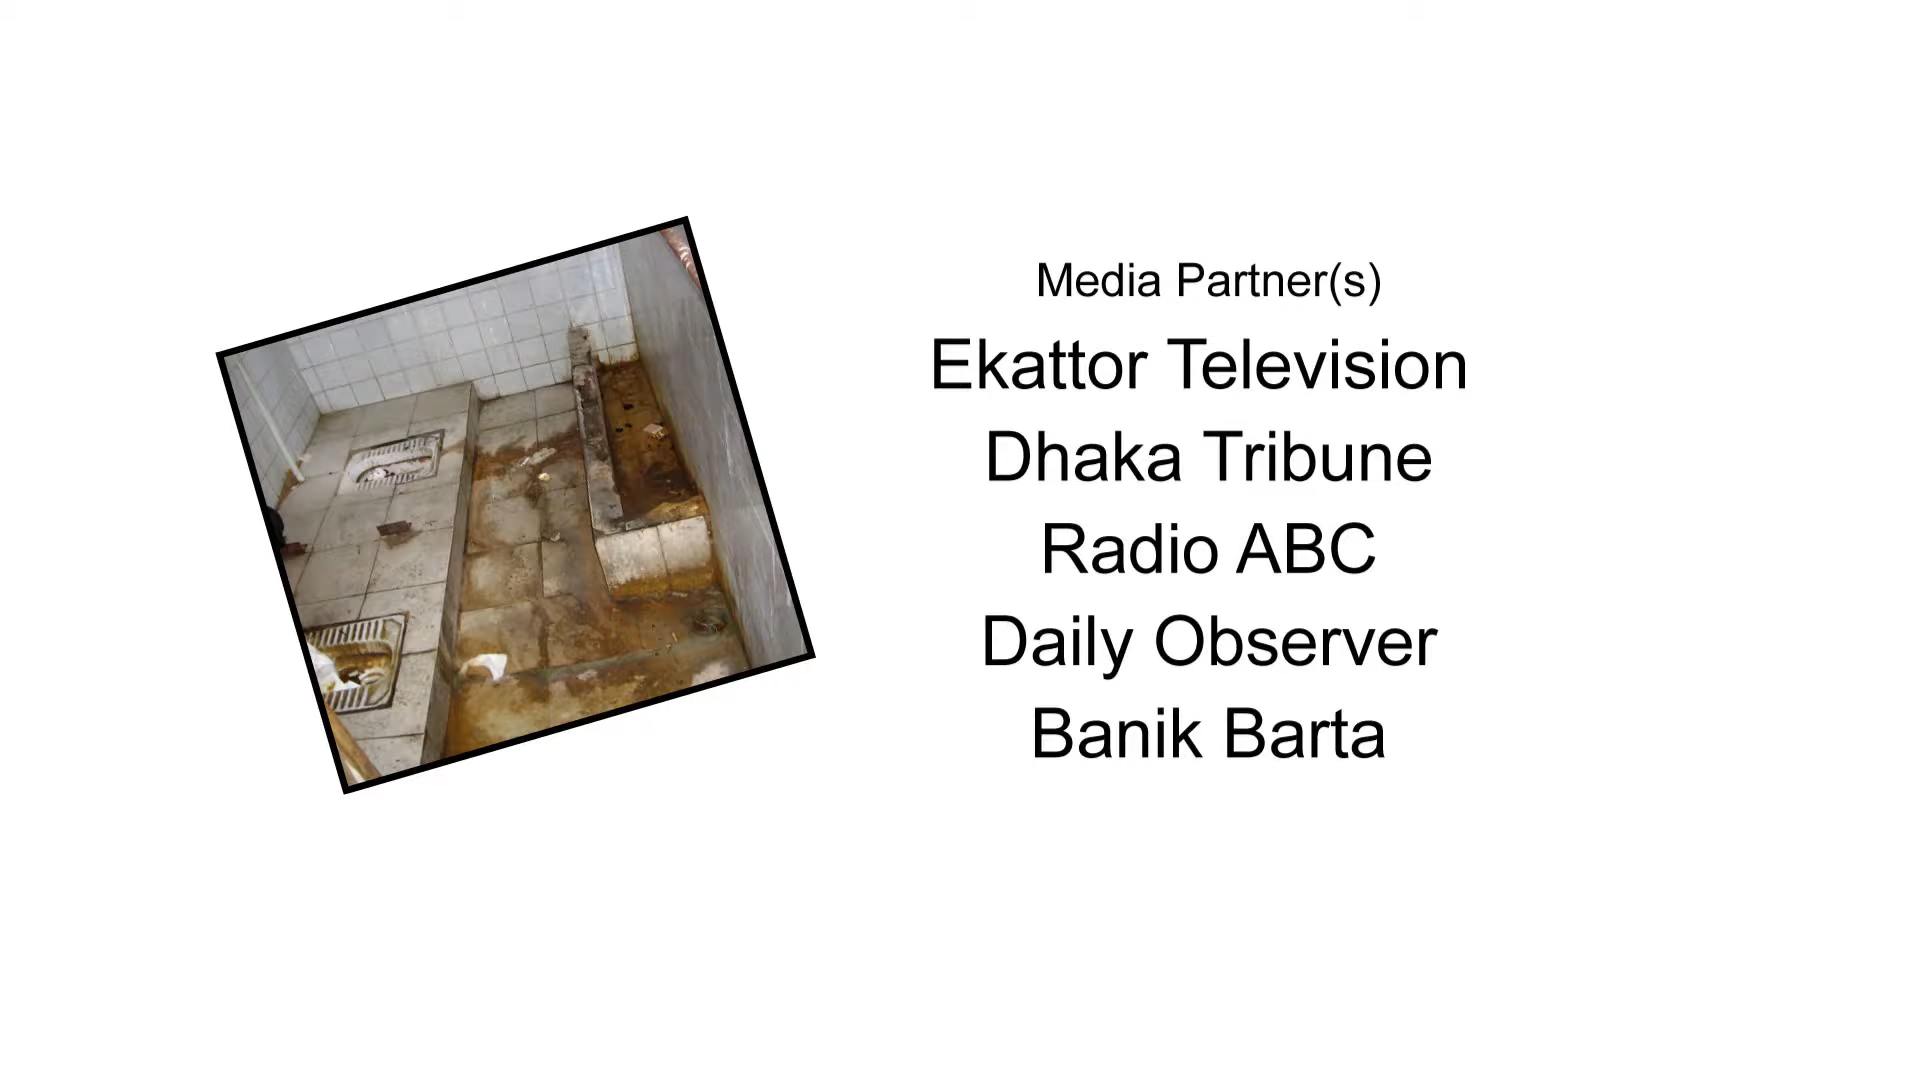 Media Partner(s)
Ekattor Television
Dhaka Tribune
Radio ABC
Daily Observer
Banik Barta